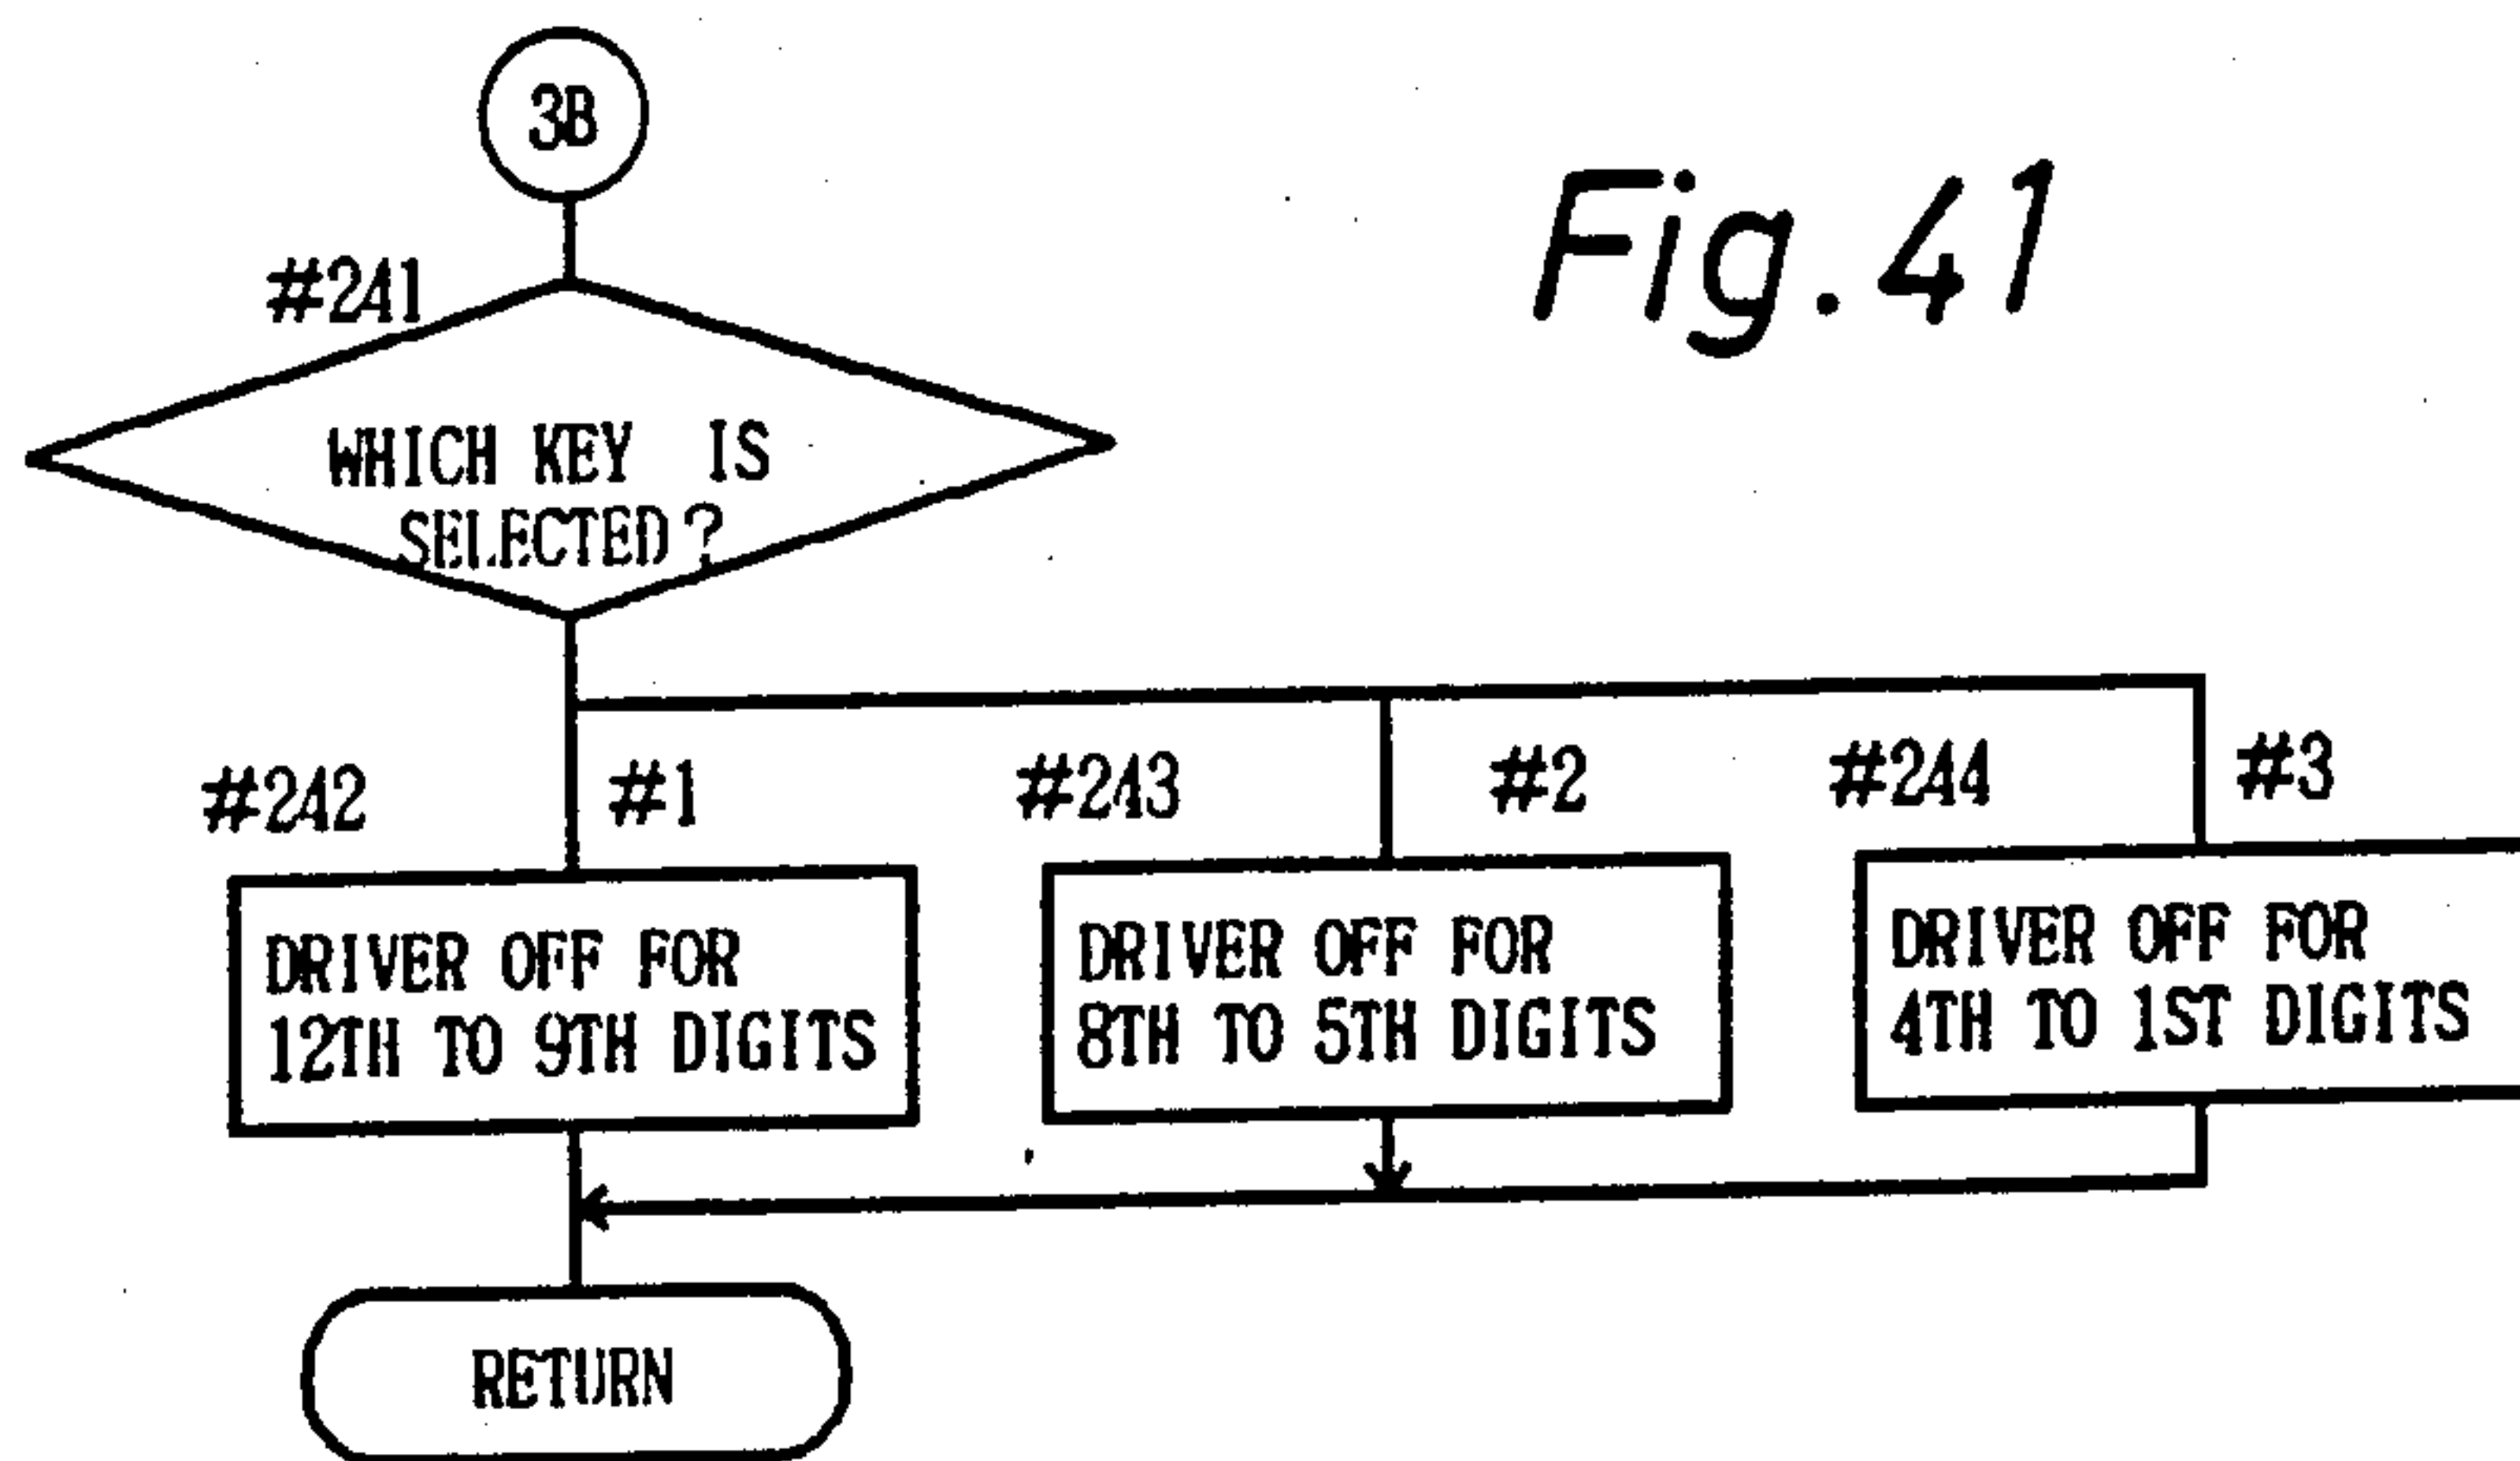 3B
Fig. 41
#241
WHICH KEY IS
SELECTED?
#242
#1
#243
#2
#244
#3
DRIVER OFF FOR
12TH TO 9TH DIGITS
DRIVER OFF FOR
8TH TO 5TH DIGITS
DRIVER OFF FOR
4TH TO 1ST DIGITS
RETURN